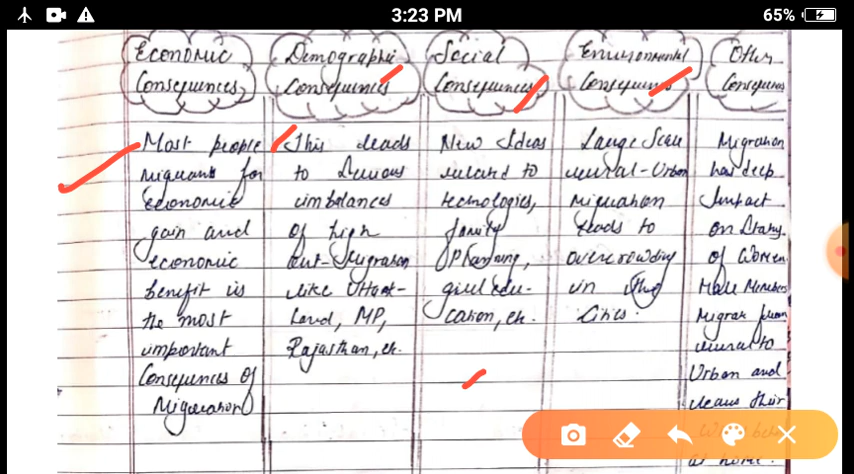 3:23 PM
65%
Economic
Consequences
Most people
migrants for
economic
gain and
economic
benefit is
the most
important
Consequences of
Migration
Demographic
Consequences
This leads
to Serious
imbalances
of high
out-Migration
like Uttarakhand, MP,
Rajasthan, etc.
Social
Consequences
New Ideas
related to
technologies,
family
Planning,
girl edu-
cation, etc.
Environmental
Consequences
Large Scale
rural-Urban
migration
leads to
overcrowding
in the
Cities.
Other
Consequences
Migration
has deep
Impact
on Status
of Women
Male Members
Migrate from
rural to
Urban and
leaves their
at home.